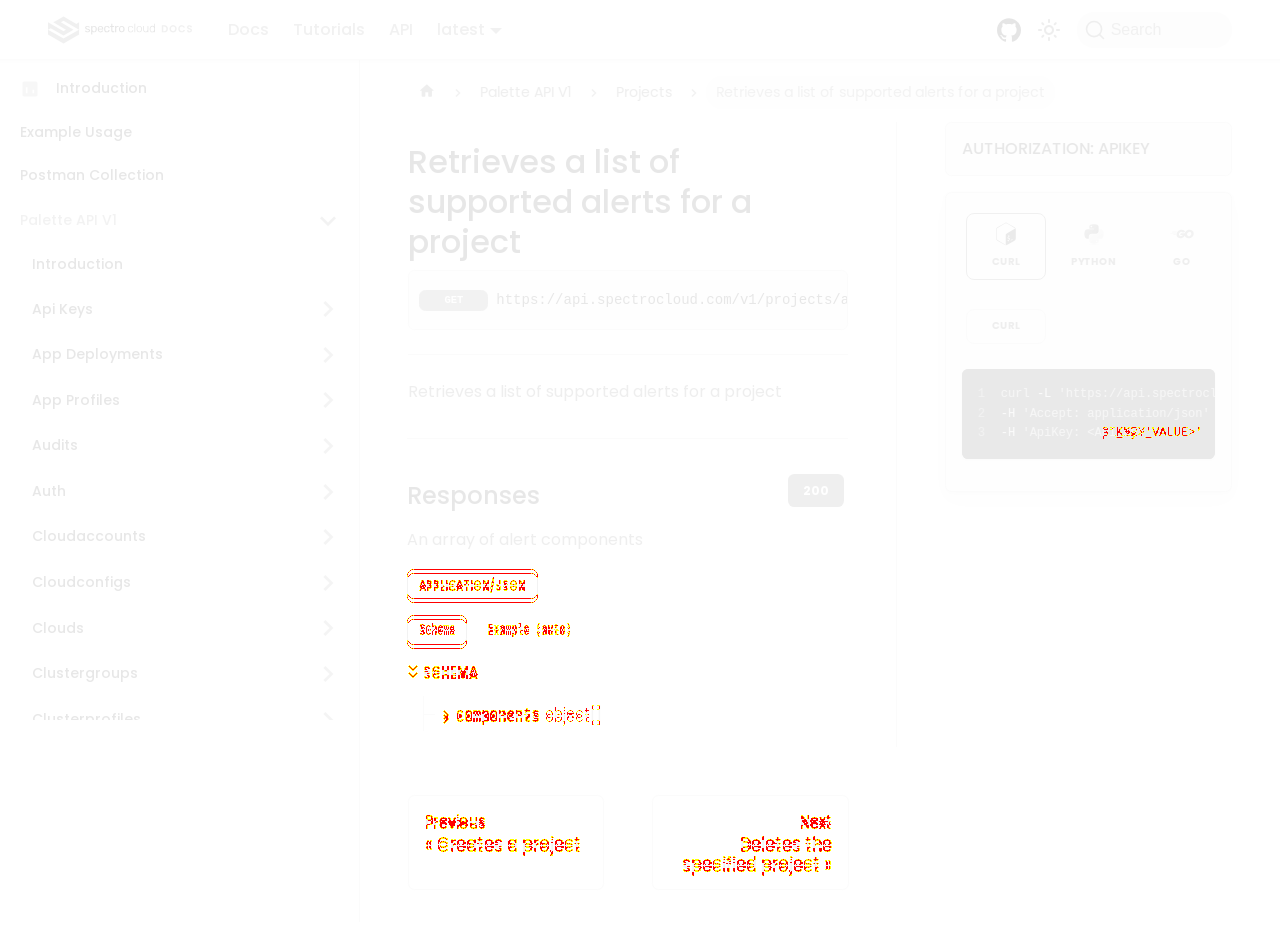 spectro cloud DOCS
Docs Tutorials API latest
Search
Introduction
Example Usage
Postman Collection
Palette API V1
Introduction
Api Keys
App Deployments
App Profiles
Audits
Auth
Cloudaccounts
Cloudconfigs
Clouds
Clustergroups
Clusterprofiles
Palette API V1 Projects Retrieves a list of supported alerts for a project
Retrieves a list of
supported alerts for a
project
GET https://api.spectrocloud.com/v1/projects/a
Retrieves a list of supported alerts for a project
Responses
200
An array of alert components
APPLICATION/JSON
Schema Example (auto)
SCHEMA
components object[]
Previous
« Creates a project
Next
Deletes the
specified project »
AUTHORIZATION: APIKEY
CURL PYTHON GO GO
CURL
1 curl -L 'https://api.spectrocl
2 -H 'Accept: application/json'
3 -H 'ApiKey: <API_KEY_VALUE>'